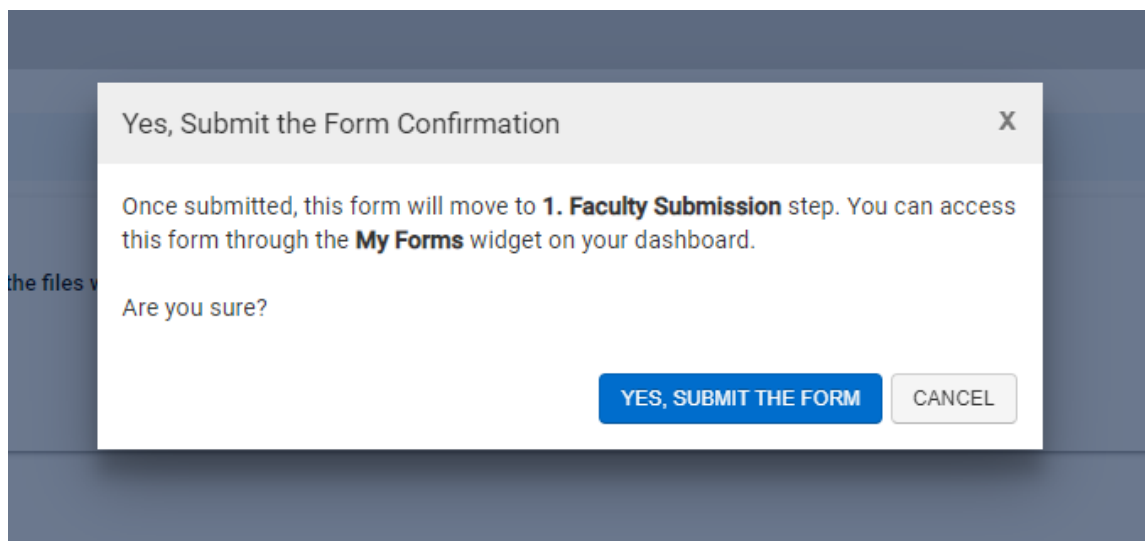 Yes, Submit the Form Confirmation
X
Once submitted, this form will move to 1. Faculty Submission step. You can access
this form through the My Forms widget on your dashboard.
the files
Are you sure?
YES, SUBMIT THE FORM
CANCEL